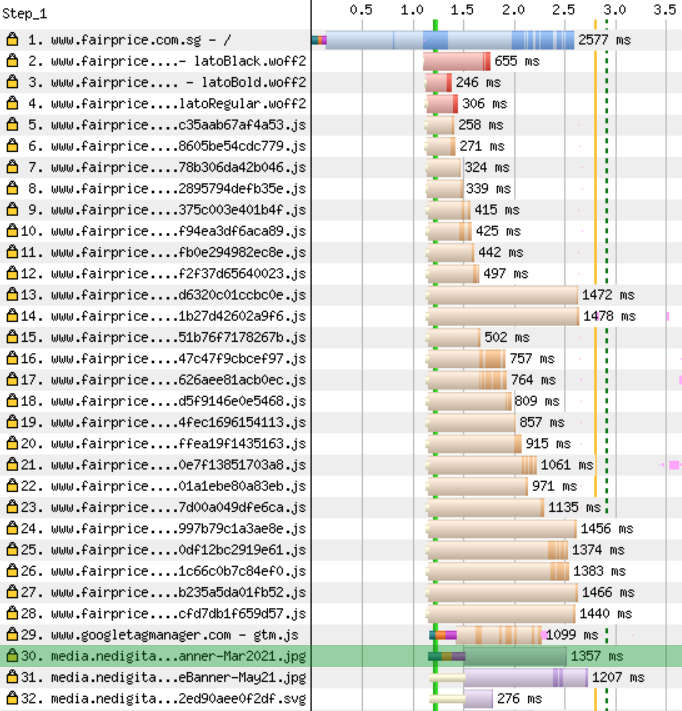 Step_1
0.5 1.0 1.5 2.0 2.5 3.0 3.5
1. www.fairprice.com.sg - / 2577 ms
2. www.fairprice....- latoBlack.woff2 655 ms
3. www.fairprice.... - latoBold.woff2 246 ms
4. www.fairprice....latoRegular.woff2 306 ms
5. www.fairprice....c35aab67af4a53.js 258 ms
6. www.fairprice....8605be54cdc779.js 271 ms
7. www.fairprice....78b306da42b046.js 324 ms
8. www.fairprice....2895794defb35e.js 339 ms
9. www.fairprice....375c003e401b4f.js 415 ms
10. www.fairprice....f94ea3df6aca89.js 425 ms
11. www.fairprice....fb0e294982ec8e.js 442 ms
12. www.fairprice....f2f37d65640023.js 497 ms
13. www.fairprice....d6320c01ccbc0e.js 1472 ms
14. www.fairprice....1b27d42602a9f6.js 1478 ms
15. www.fairprice....51b76f7178267b.js 502 ms
16. www.fairprice....47c47f9cbcef97.js 757 ms
17. www.fairprice....626aee81acb0ec.js 764 ms
18. www.fairprice....d5f9146e0e5468.js 809 ms
19. www.fairprice....4fec1696154113.js 857 ms
20. www.fairprice....ffea19f1435163.js 915 ms
21. www.fairprice....0e7f13851703a8.js 1061 ms
22. www.fairprice....01a1ebe80a83eb.js 971 ms
23. www.fairprice....7d00a049dfe6ca.js 1135 ms
24. www.fairprice....997b79c1a3ae8e.js 1456 ms
25. www.fairprice....0df12bc2919e61.js 1374 ms
26. www.fairprice....1c66c0b7c84ef0.js 1383 ms
27. www.fairprice....b235a5da01fb52.js 1466 ms
28. www.fairprice....cfd7db1f659d57.js 1440 ms
29. www.googletagmanager.com - gtm.js 1099 ms
30. media.nedigita...anner-Mar2021.jpg 1357 ms
31. media.nedigita...eBanner-May21.jpg 1207 ms
32. media.nedigita...2ed90aee0f2df.svg 276 ms